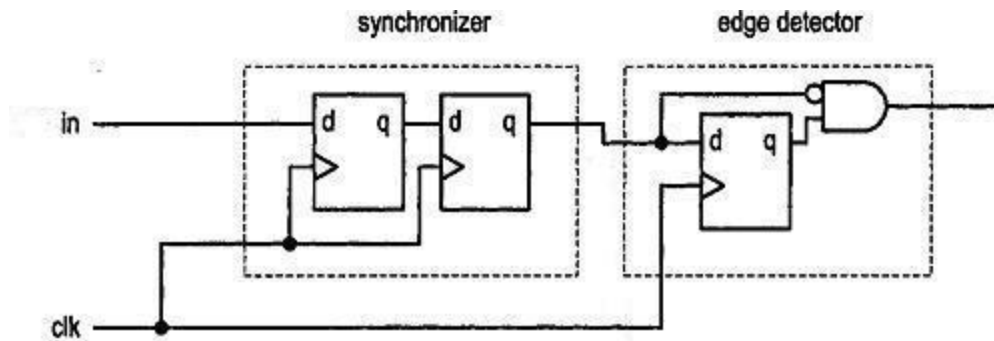 synchronizer
edge detector
in
d
q
d
q
d
q
clk